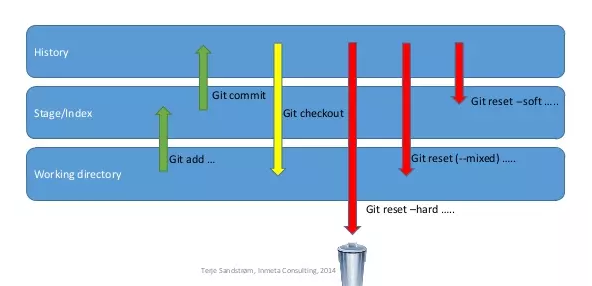 History
Git commit
Git reset –soft …..
Stage/Index
Git checkout
Git add …
Git reset (--mixed) …..
Working directory
Git reset –hard …..
Terje Sandstrøm, Inmeta Consulting, 2014